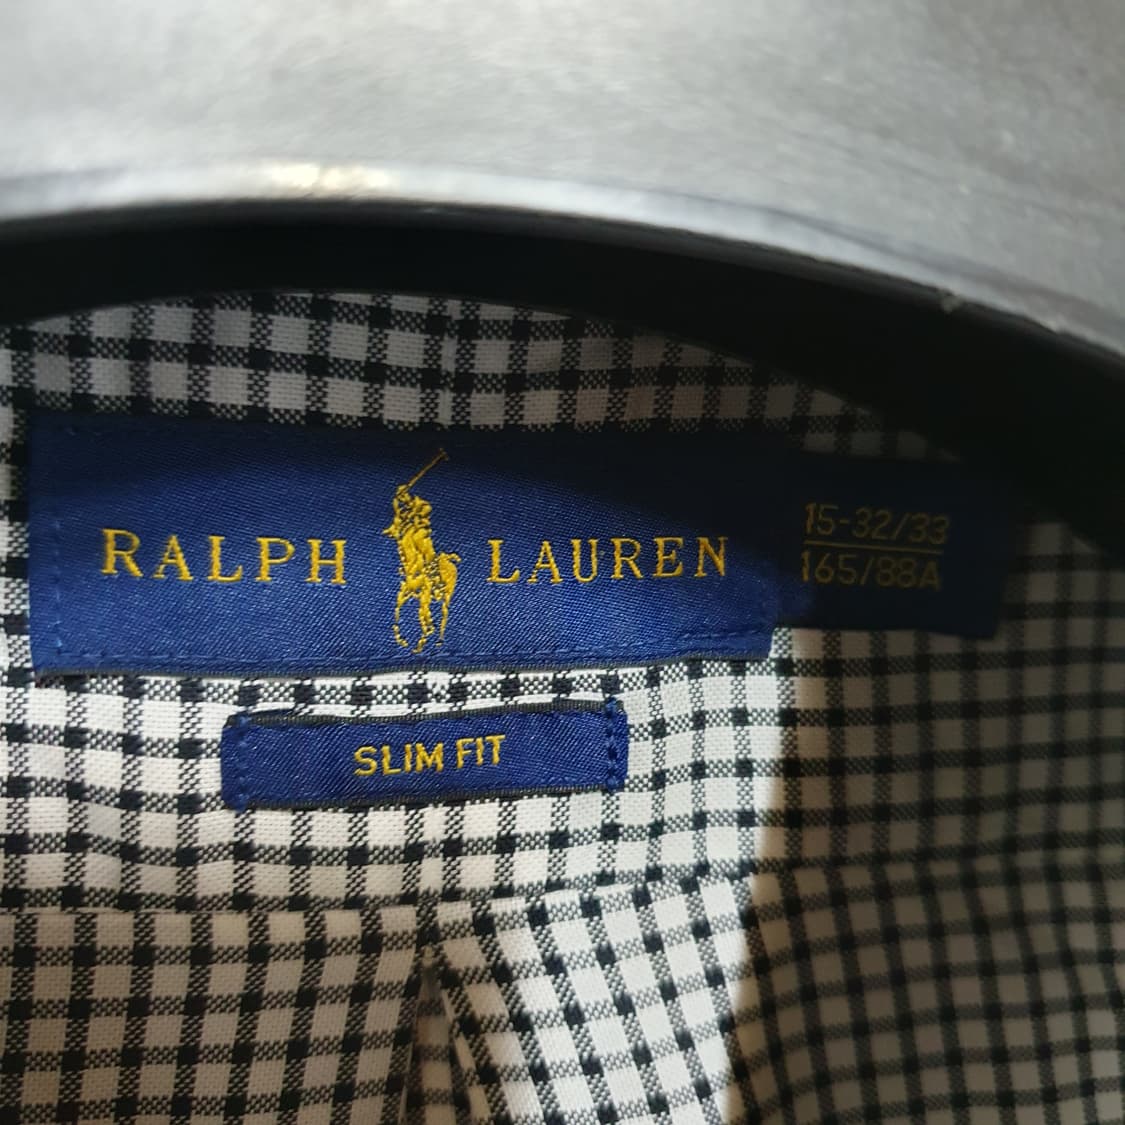 RALPH LAUREN
15-32/33
165/88A
SLIM FIT